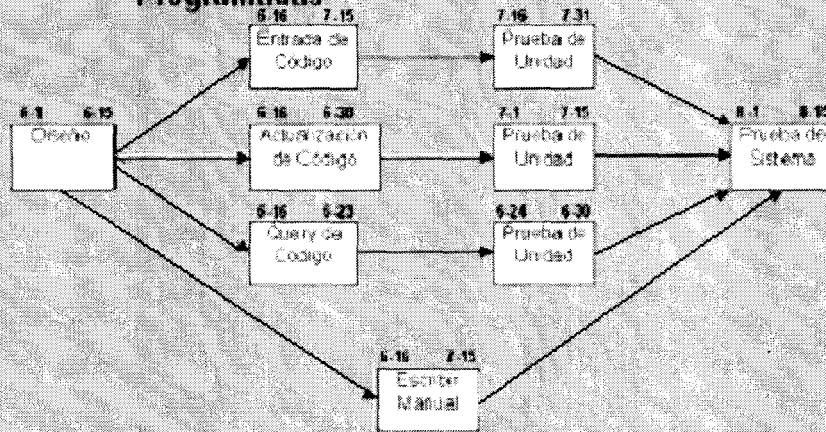 6-16 7-15
Entrada de
Código
7-16 7-31
Prueba de
Unidad
6-1 6-15
Diseño
6-16 6-30
Actualización
de Código
7-1 7-15
Prueba de
Unidad
8-1 8-15
Prueba de
Sistema
6-16 6-23
Query de
Código
6-24 6-30
Prueba de
Unidad
6-16 7-15
Escribir
Manual